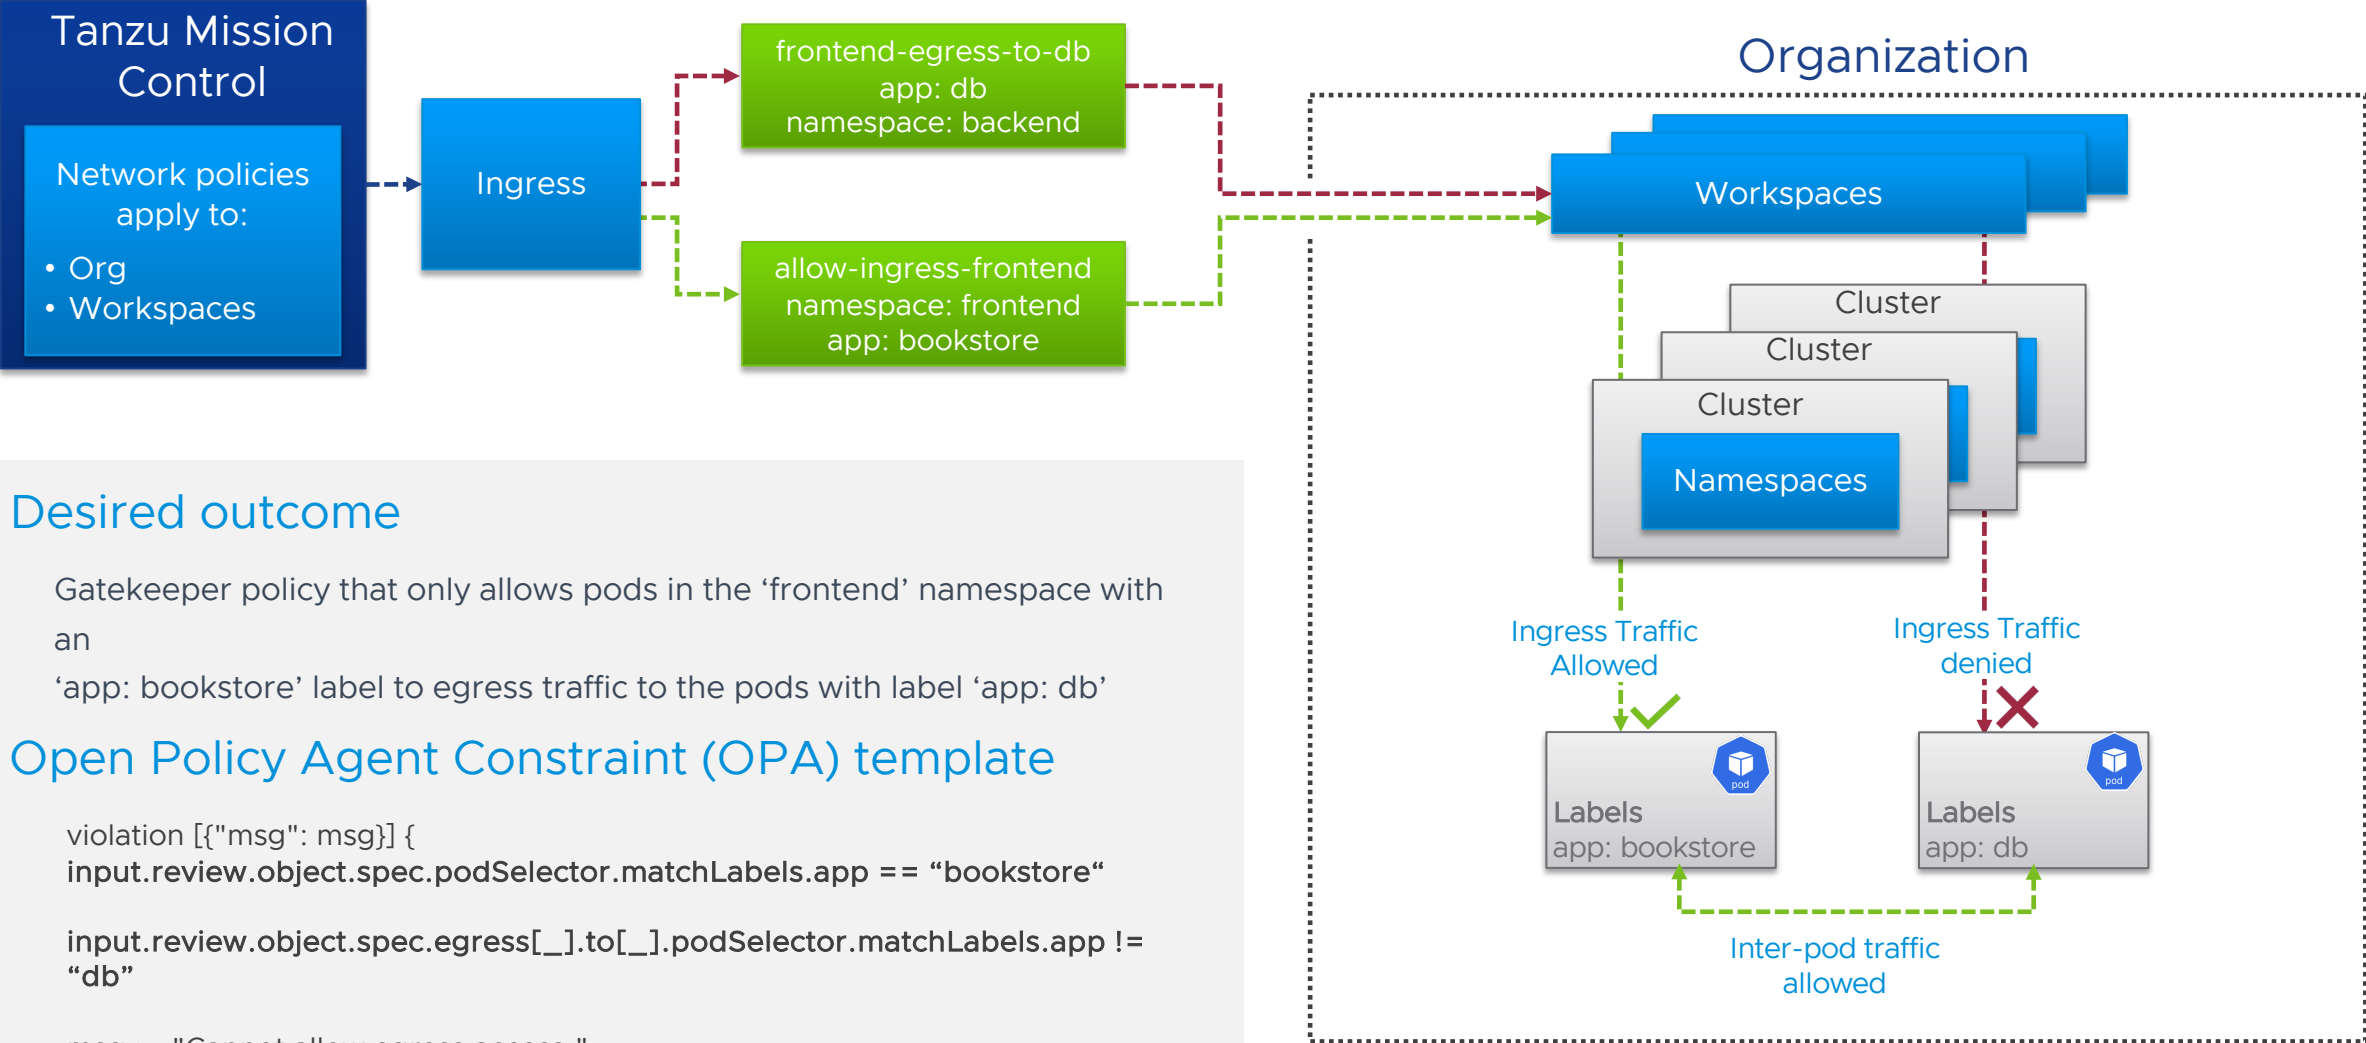 Tanzu Mission
Control
Network policies
apply to:
• Org
• Workspaces
Ingress
frontend-egress-to-db
app: db
namespace: backend
allow-ingress-frontend
namespace: frontend
app: bookstore
Organization
Workspaces
Cluster
Cluster
Cluster
Namespaces
Ingress Traffic
Allowed
Ingress Traffic
denied
pod
Labels
app: bookstore
pod
Labels
app: db
Inter-pod traffic
allowed
Desired outcome
Gatekeeper policy that only allows pods in the ‘frontend’ namespace with
an
‘app: bookstore’ label to egress traffic to the pods with label ‘app: db’
Open Policy Agent Constraint (OPA) template
violation [{"msg": msg}] {
input.review.object.spec.podSelector.matchLabels.app == “bookstore“
input.review.object.spec.egress[_].to[_].podSelector.matchLabels.app !=
“db”
"Cannot allow egress access."